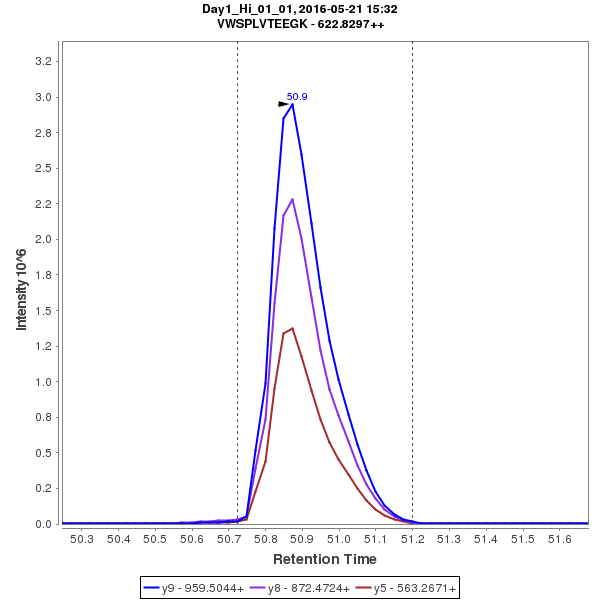 Day1_Hi_01_01, 2016-05-21 15:32
VWSPLVTEEGK - 622.8297++
3.2
3.0
2.8
2.5
2.2
2.0
1.8
1.5
1.2
1.0
0.8
0.5
0.2
0.0
Intensity 10^6
50.9
50.3 50.4 50.5 50.6 50.7 50.8 50.9 51.0 51.1 51.2 51.3 51.4 51.5 51.6
Retention Time
y9 - 959.5044+ y8 - 872.4724+ y5 - 563.2671+